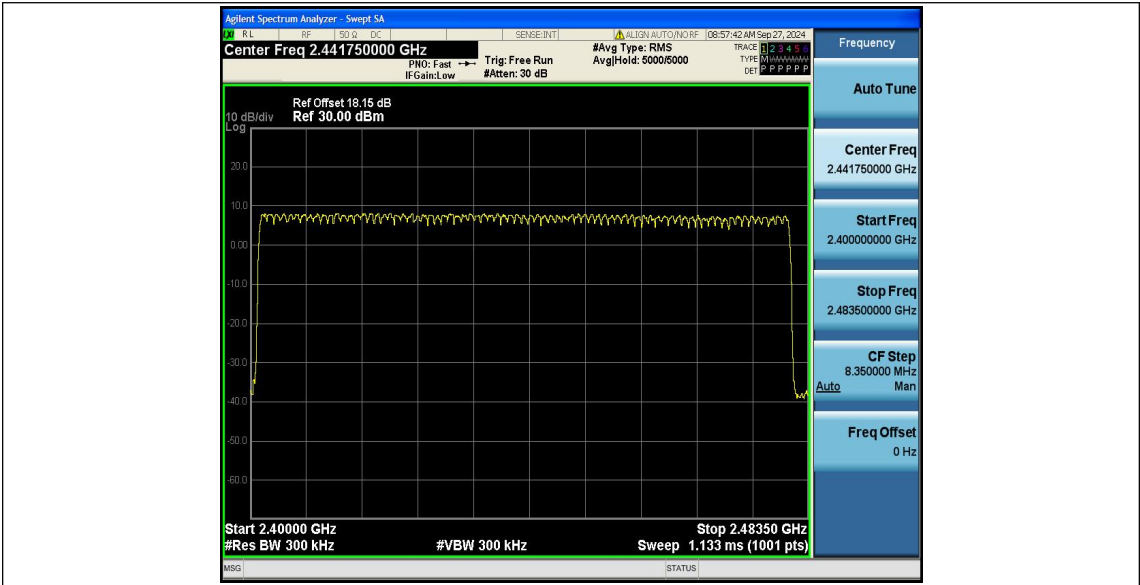 Agilent Spectrum Analyzer - Swept SA
RL RF 50 Ω DC SENSE:INT ALIGN AUTO/NO RF 08:57:42 AM Sep 27, 2024
Center Freq 2.441750000 GHz
PNO: Fast
IFGain:Low
Trig: Free Run
#Atten: 30 dB
#Avg Type: RMS
Avg|Hold: 5000/5000
TRACE 1 2 3 4 5 6
TYPE M
DET P P P P P P
Ref Offset 18.15 dB
10 dB/div Ref 30.00 dBm
Log
20.0
10.0
0.00
-10.0
-20.0
-30.0
-40.0
-50.0
-60.0
Start 2.40000 GHz Stop 2.48350 GHz
#Res BW 300 kHz #VBW 300 kHz Sweep 1.133 ms (1001 pts)
MSG STATUS
Frequency
Auto Tune
Center Freq
2.441750000 GHz
Start Freq
2.400000000 GHz
Stop Freq
2.483500000 GHz
CF Step
8.350000 MHz
Auto Man
Freq Offset
0 Hz